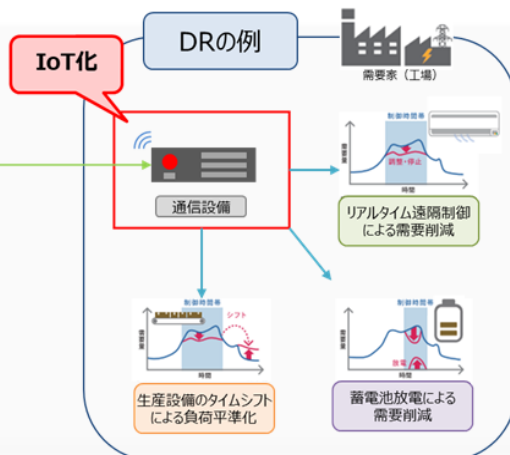 DRの例
IoT化
需要家（工場）
通信設備
制御時間帯
需要量
調整・停止
時間
リアルタイム遠隔制御
による需要削減
制御時間帯
シフト
需要量
時間
生産設備のタイムシフト
による負荷平準化
制御時間帯
需要量
放電
時間
蓄電池放電による
需要削減